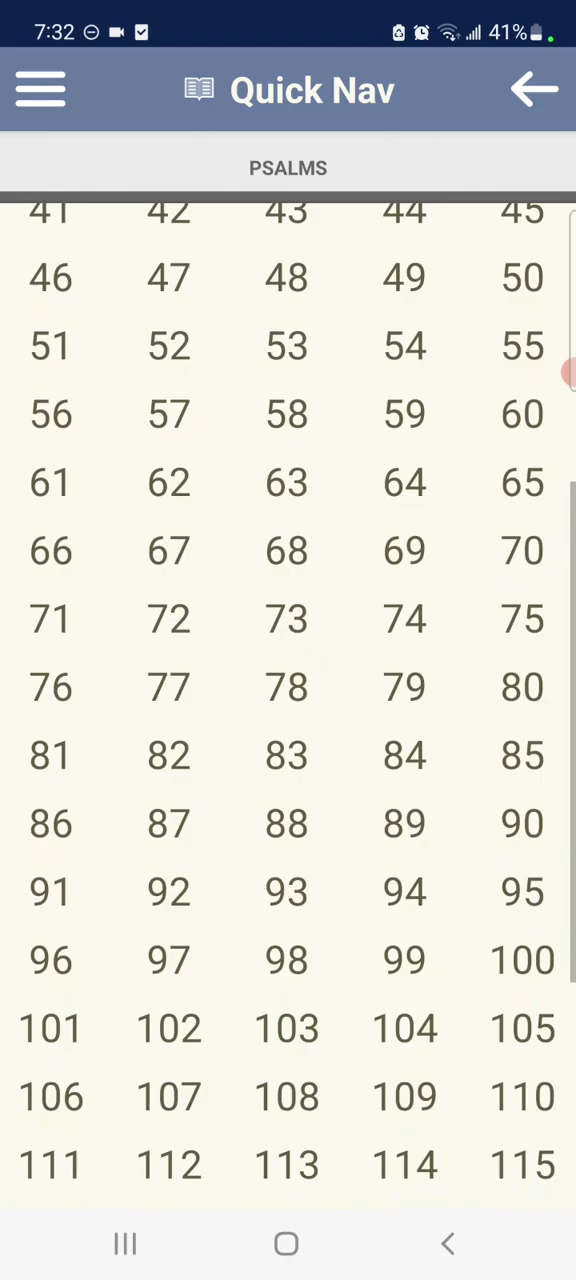 7:32 41%
Quick Nav
PSALMS
41 42 43 44 45
46 47 48 49 50
51 52 53 54 55
56 57 58 59 60
61 62 63 64 65
66 67 68 69 70
71 72 73 74 75
76 77 78 79 80
81 82 83 84 85
86 87 88 89 90
91 92 93 94 95
96 97 98 99 100
101 102 103 104 105
106 107 108 109 110
111 112 113 114 115